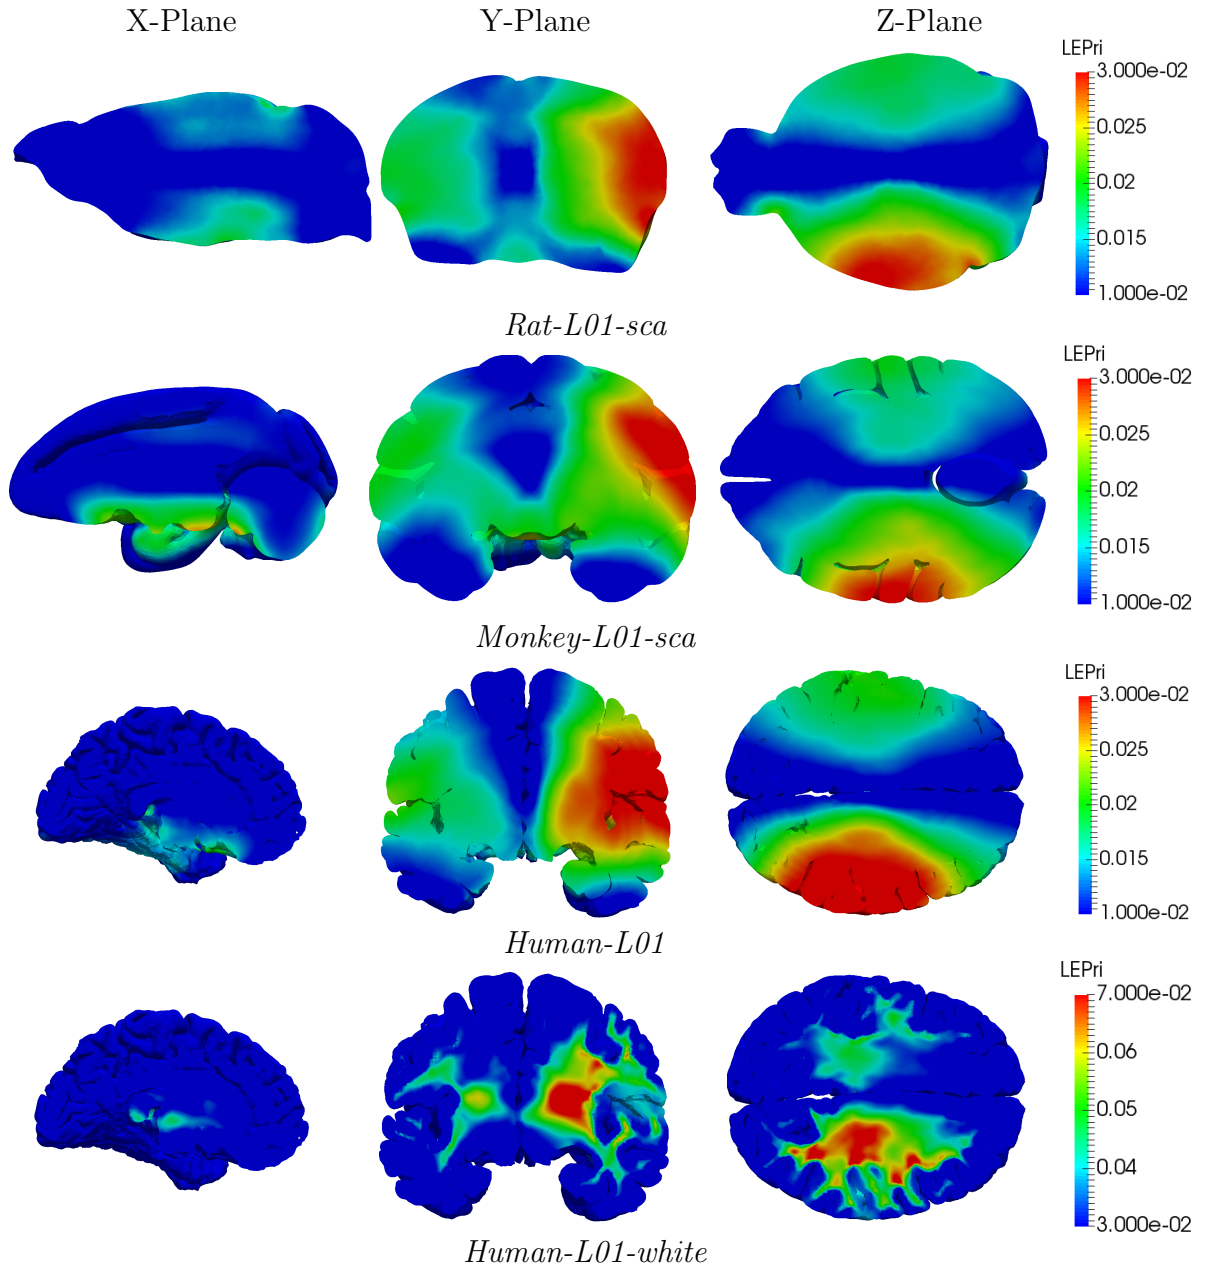 X-Plane Y-Plane Z-Plane
LEPri
3.000e-02
0.025
0.02
0.015
1.000e-02
Rat-L01-sca
LEPri
3.000e-02
0.025
0.02
0.015
1.000e-02
Monkey-L01-sca
LEPri
3.000e-02
0.025
0.02
0.015
1.000e-02
Human-L01
LEPri
7.000e-02
0.06
0.05
0.04
3.000e-02
Human-L01-white